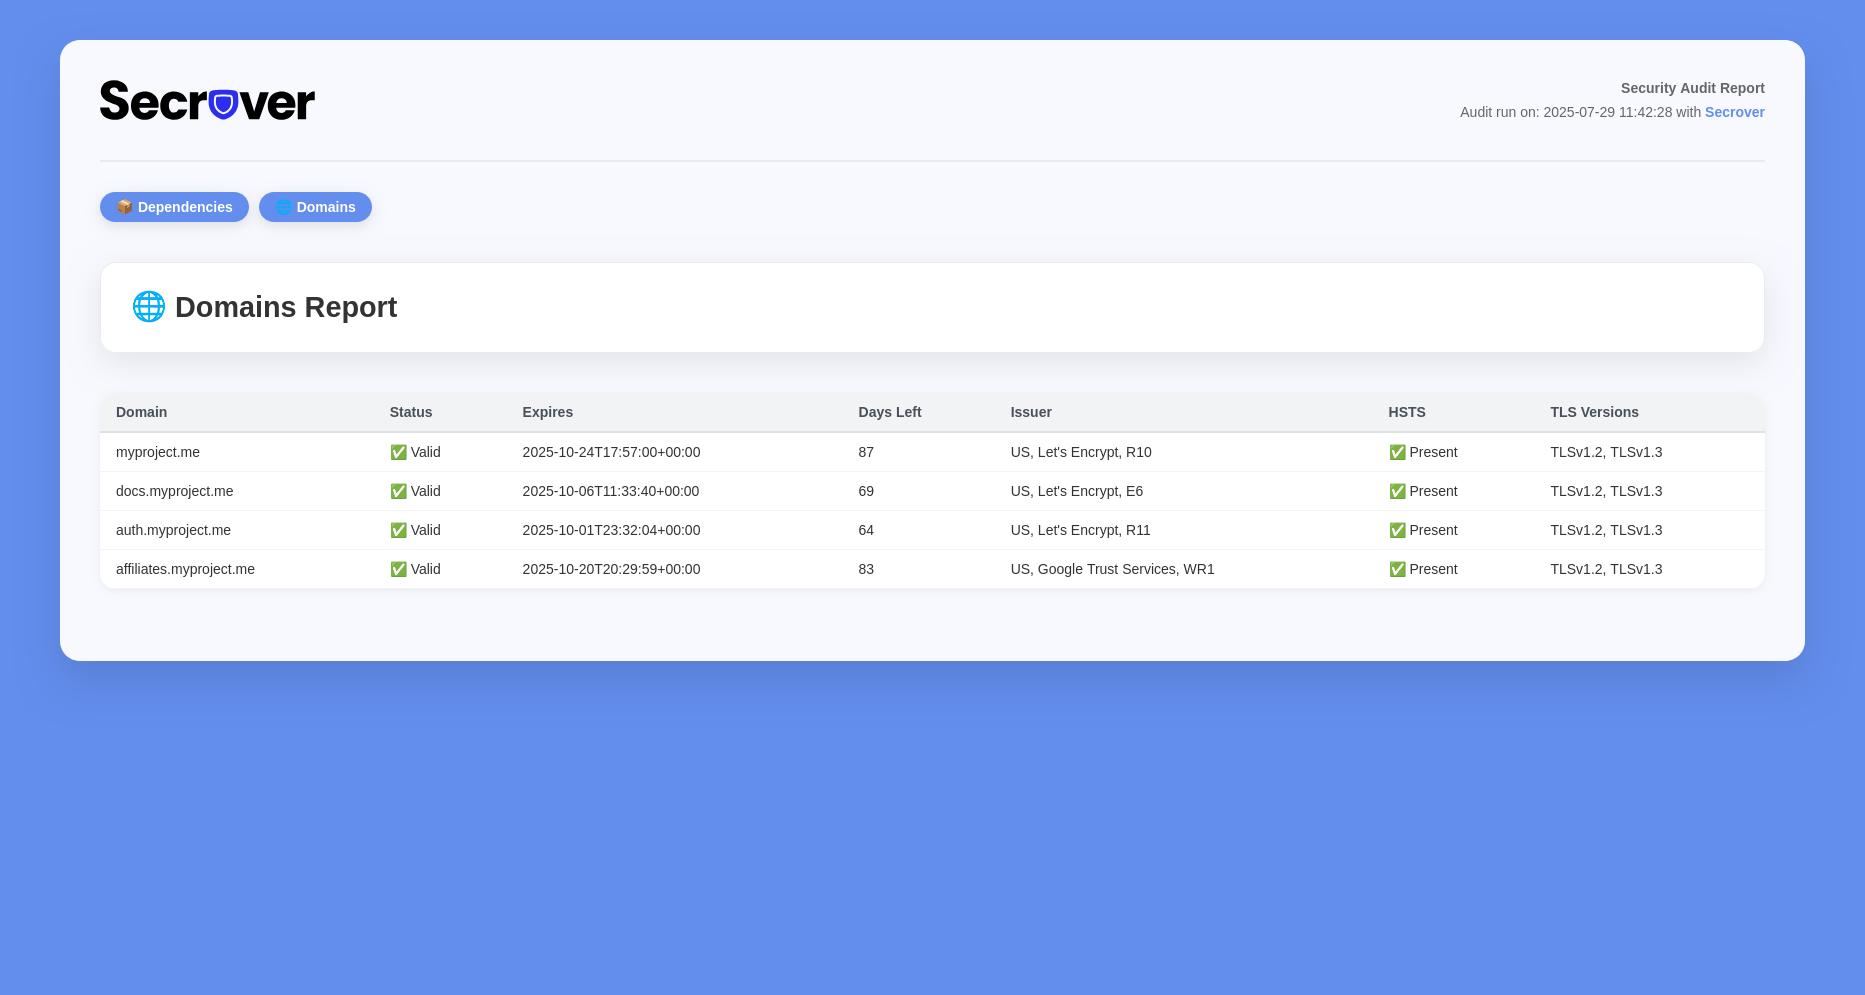 Secrover
Security Audit Report
Audit run on: 2025-07-29 11:42:28 with Secrover
📦 Dependencies 🌐 Domains
🌐 Domains Report
Domain Status Expires Days Left Issuer HSTS TLS Versions
myproject.me ✅ Valid 2025-10-24T17:57:00+00:00 87 US, Let's Encrypt, R10 ✅ Present TLSv1.2, TLSv1.3
docs.myproject.me ✅ Valid 2025-10-06T11:33:40+00:00 69 US, Let's Encrypt, E6 ✅ Present TLSv1.2, TLSv1.3
auth.myproject.me ✅ Valid 2025-10-01T23:32:04+00:00 64 US, Let's Encrypt, R11 ✅ Present TLSv1.2, TLSv1.3
affiliates.myproject.me ✅ Valid 2025-10-20T20:29:59+00:00 83 US, Google Trust Services, WR1 ✅ Present TLSv1.2, TLSv1.3